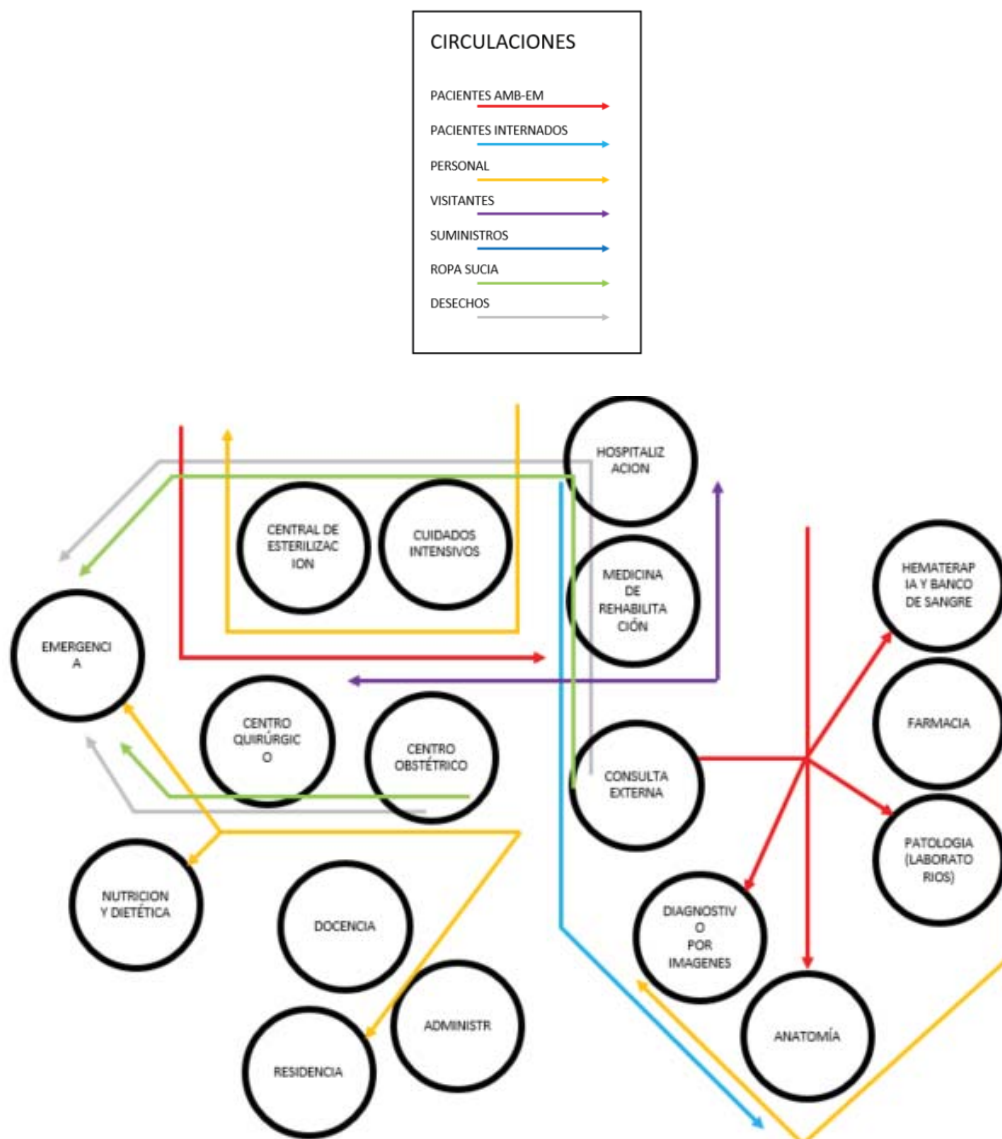 CIRCULACIONES
PACIENTES AMB-EM
PACIENTES INTERNADOS
PERSONAL
VISITANTES
SUMINISTROS
ROPA SUCIA
DESECHOS
HOSPITALIZ
ACION
CENTRAL DE
ESTERILIZAC
ION
CUIDADOS
INTENSIVOS
MEDICINA
DE
REHABILITA
CIÓN
HEMATERAP
IA Y BANCO
DE SANGRE
EMERGENCI
A
CENTRO
QUIRÚRGIC
O
CENTRO
OBSTÉTRICO
CONSULTA
EXTERNA
FARMACIA
PATOLOGIA
(LABORATO
RIOS)
NUTRICION
Y DIETÉTICA
DOCENCIA
DIAGNOSTIV
O
POR
IMAGENES
ADMINISTR
ANATOMÍA
RESIDENCIA